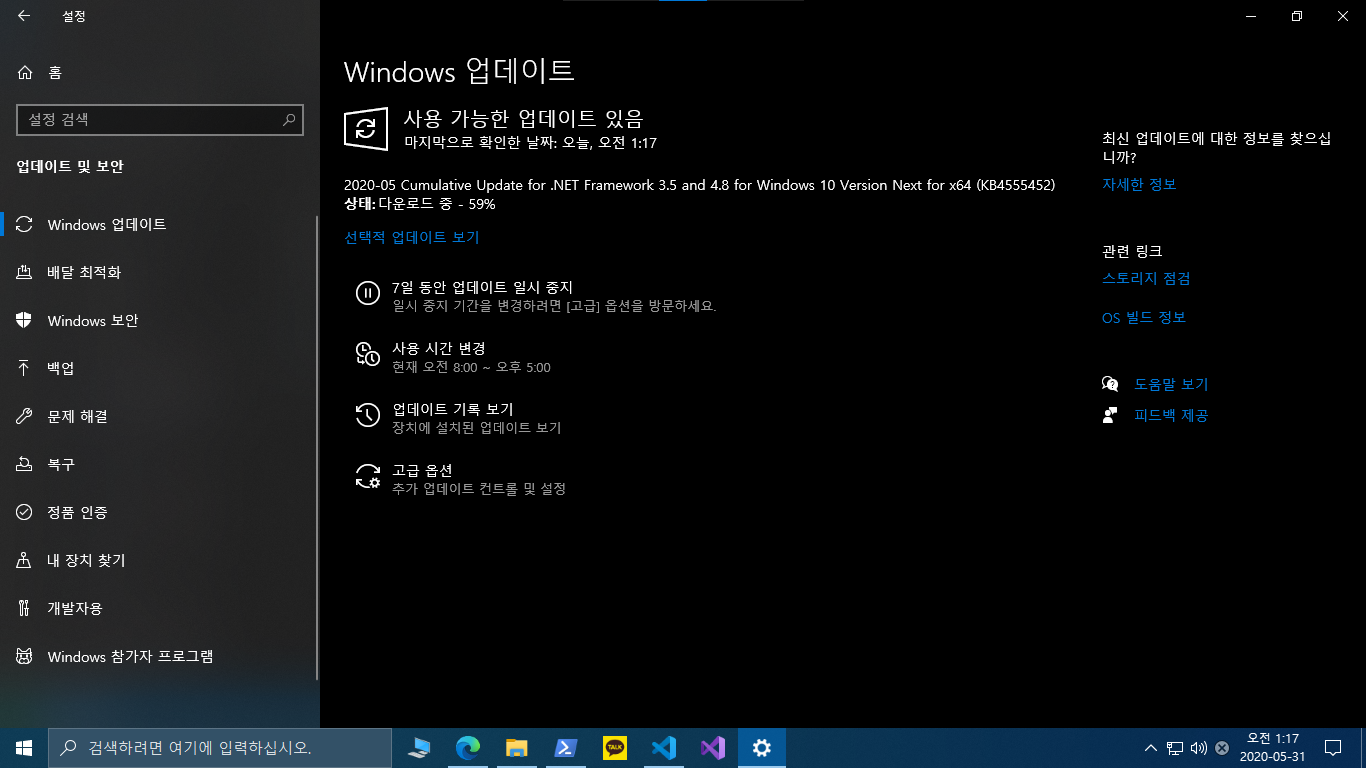 설정
홈
설정 검색
업데이트 및 보안
Windows 업데이트
배달 최적화
Windows 보안
백업
문제 해결
복구
정품 인증
내 장치 찾기
개발자용
Windows 참가자 프로그램
Windows 업데이트
사용 가능한 업데이트 있음
마지막으로 확인한 날짜: 오늘, 오전 1:17
2020-05 Cumulative Update for .NET Framework 3.5 and 4.8 for Windows 10 Version Next for x64 (KB4555452)
상태: 다운로드 중 - 59%
선택적 업데이트 보기
7일 동안 업데이트 일시 중지
일시 중지 기간을 변경하려면 [고급] 옵션을 방문하세요.
사용 시간 변경
현재 오전 8:00 ~ 오후 5:00
업데이트 기록 보기
장치에 설치된 업데이트 보기
고급 옵션
추가 업데이트 컨트롤 및 설정
최신 업데이트에 대한 정보를 찾으십
니까?
자세한 정보
관련 링크
스토리지 점검
OS 빌드 정보
도움말 보기
피드백 제공
검색하려면 여기에 입력하십시오.
TALK
오전 1:17
2020-05-31